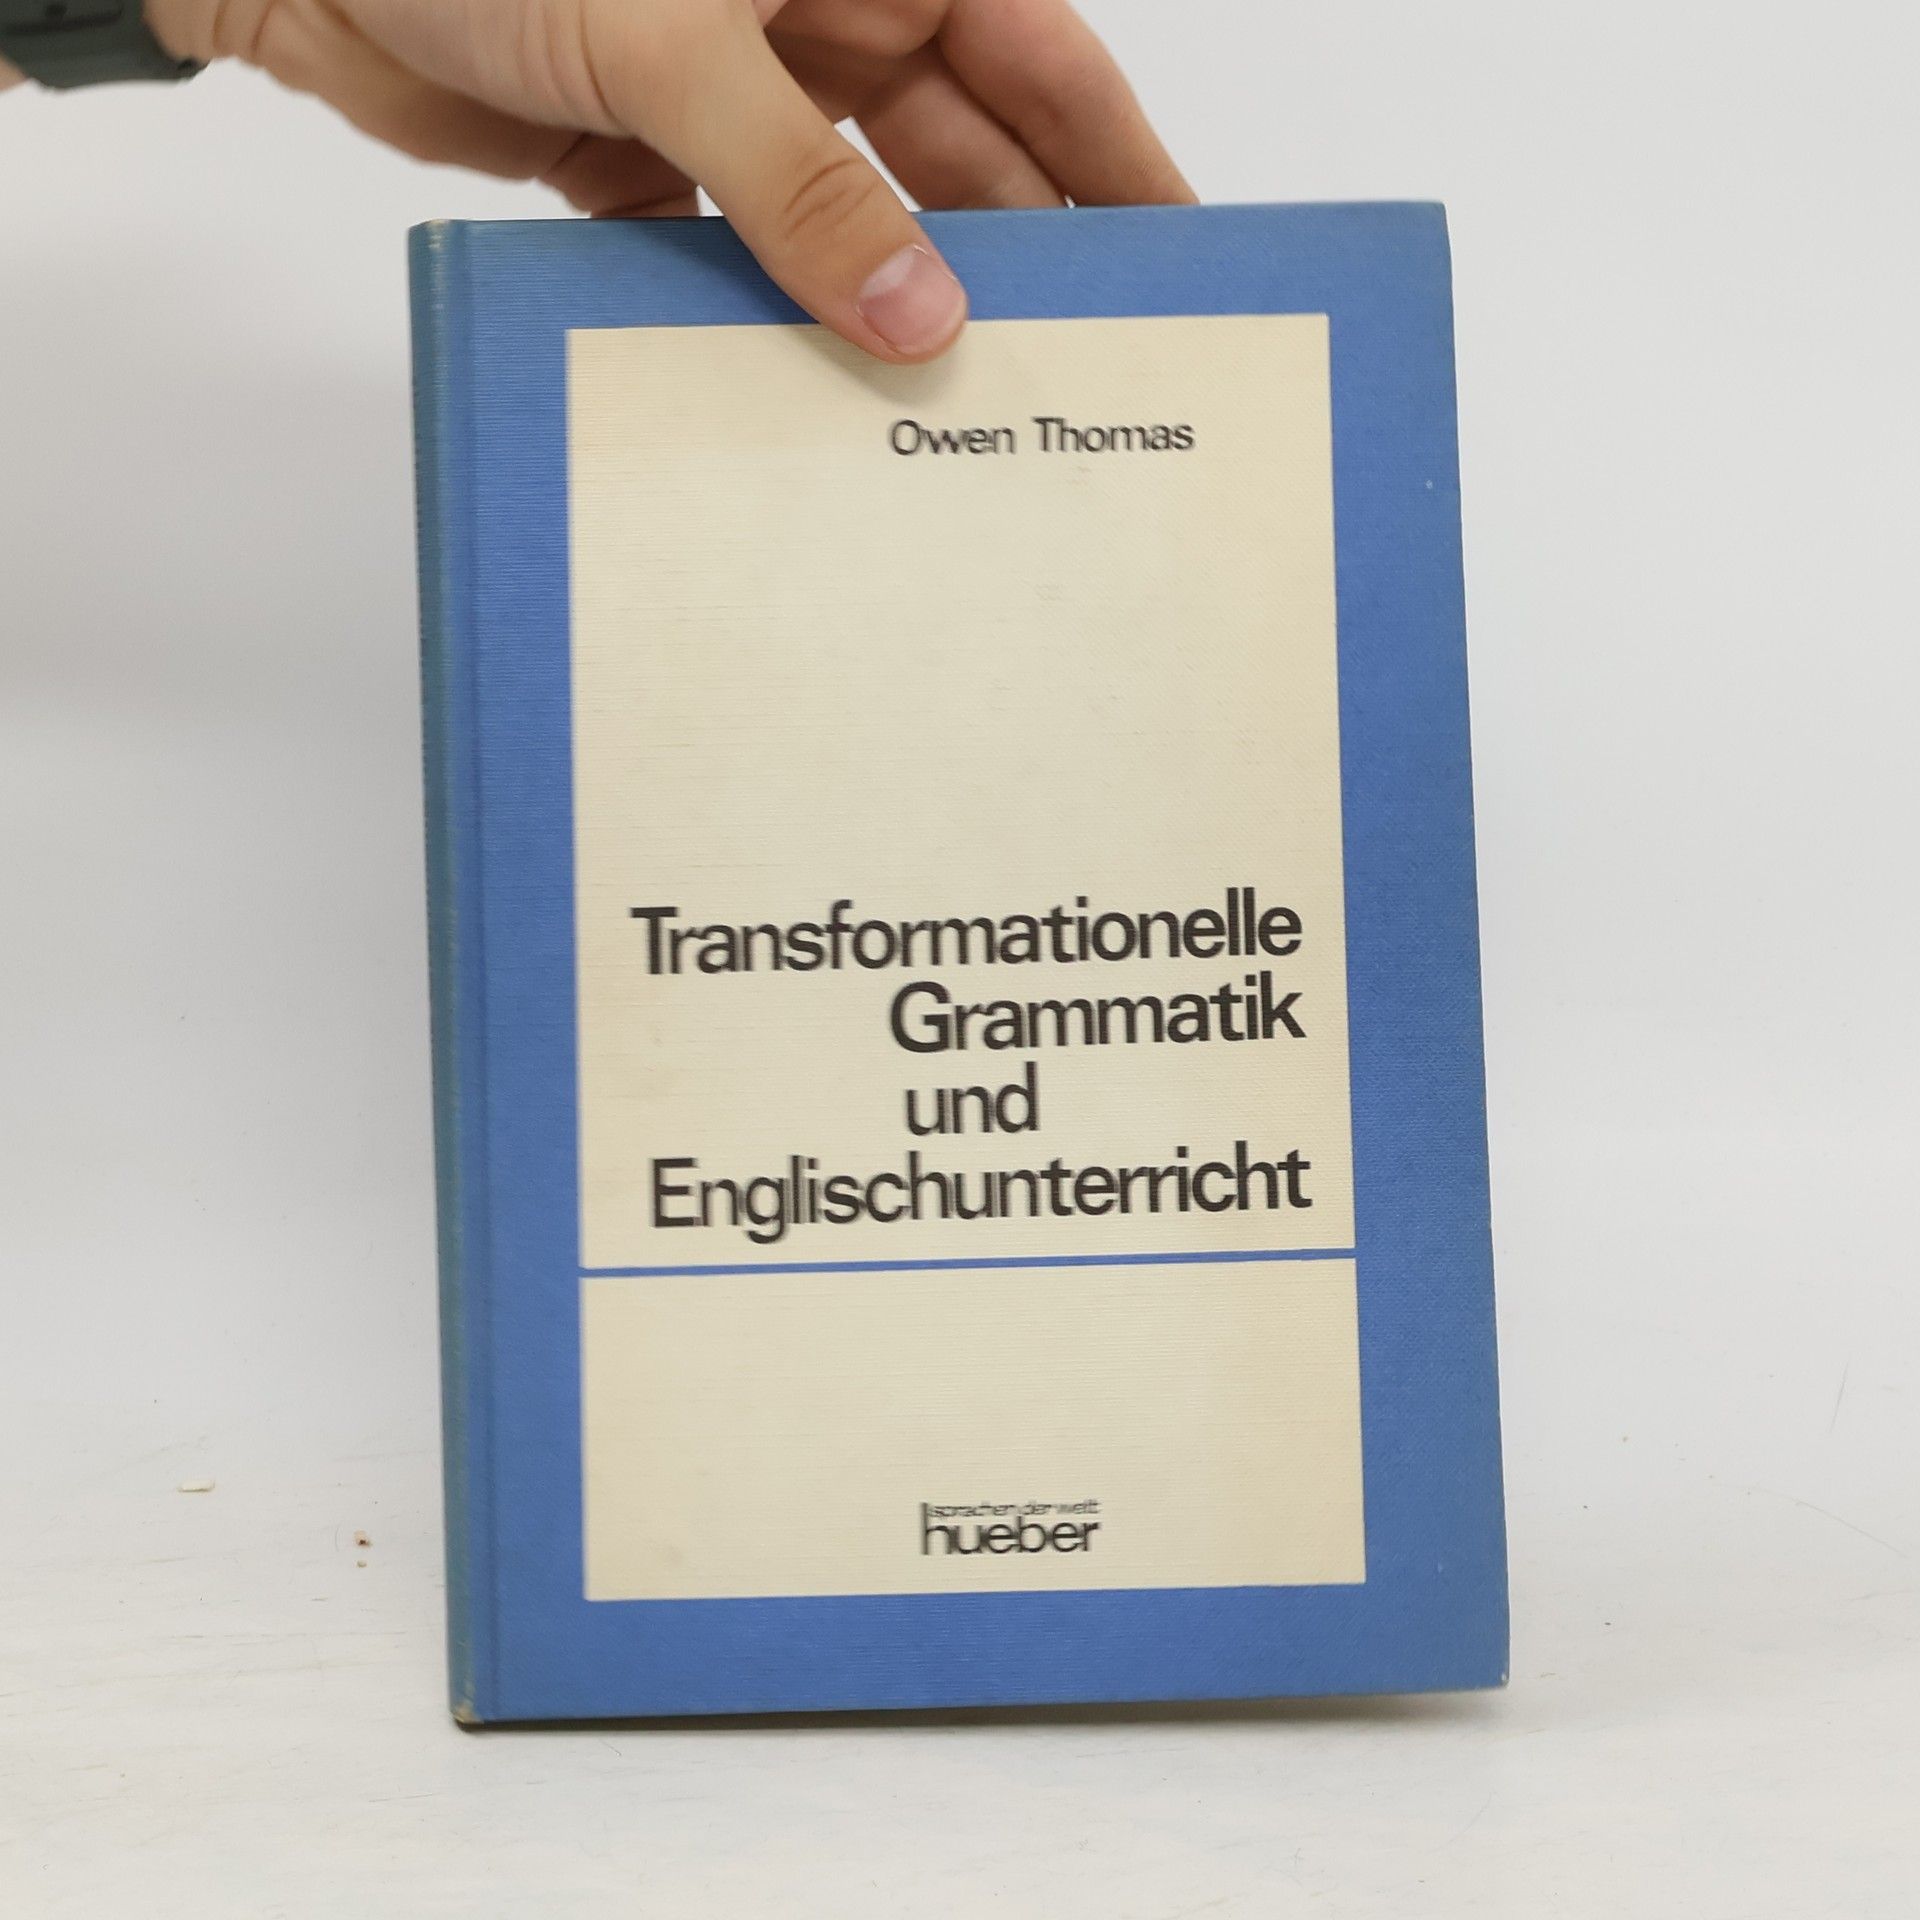 Owen Thomas
Transformationelle
Grammatik
und
Englischunterricht
sprachen der welt
hueber